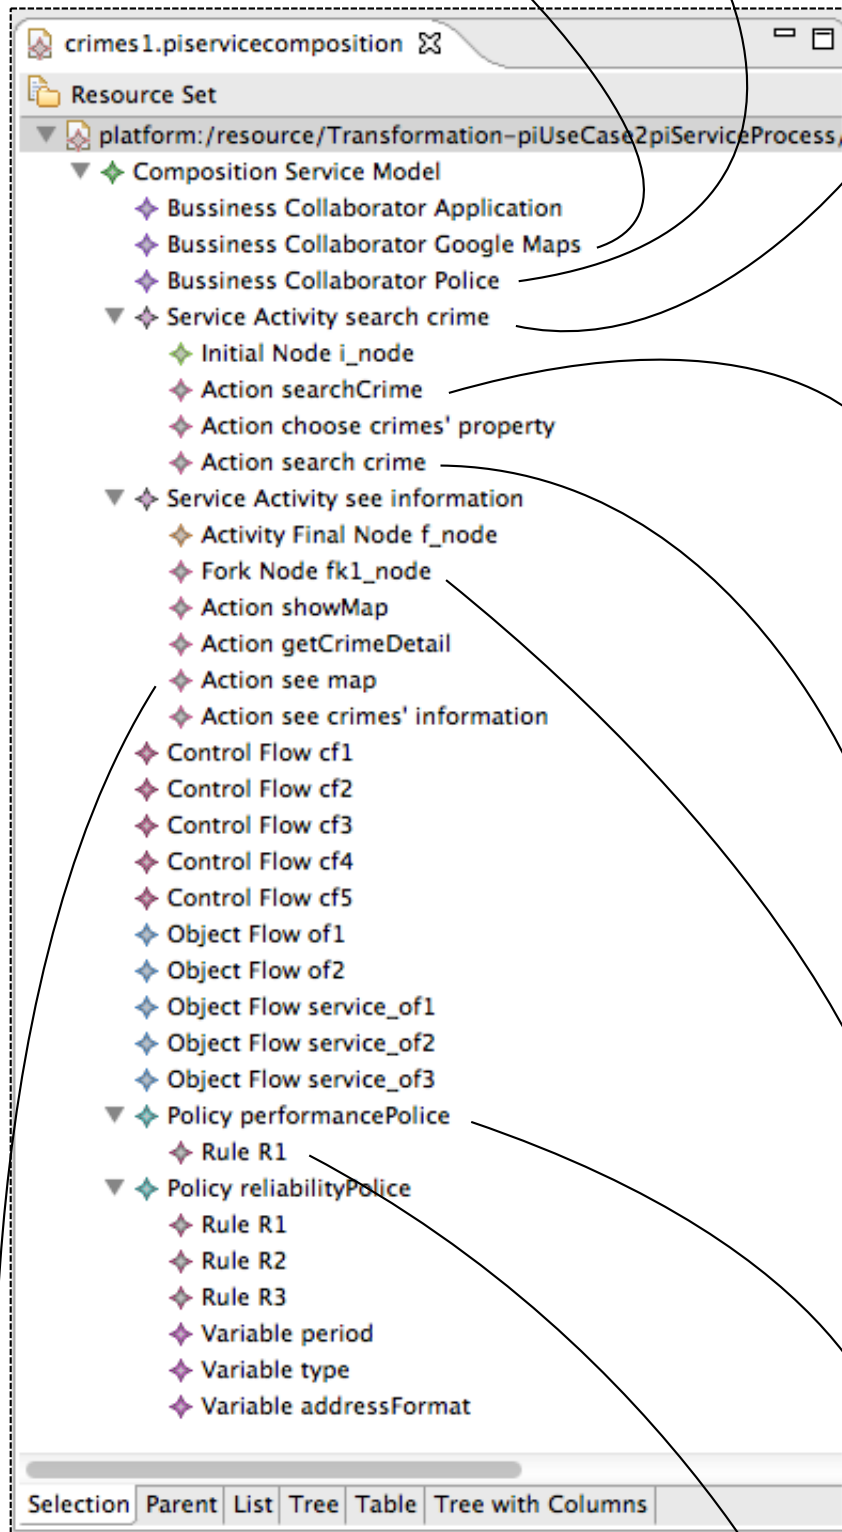 crimes1.piservicecomposition
Resource Set
platform:/resource/Transformation-piUseCase2piServiceProcess/
Composition Service Model
Bussiness Collaborator Application
Bussiness Collaborator Google Maps
Bussiness Collaborator Police
Service Activity search crime
Initial Node i_node
Action searchCrime
Action choose crimes' property
Action search crime
Service Activity see information
Activity Final Node f_node
Fork Node fk1_node
Action showMap
Action getCrimeDetail
Action see map
Action see crimes' information
Control Flow cf1
Control Flow cf2
Control Flow cf3
Control Flow cf4
Control Flow cf5
Object Flow of1
Object Flow of2
Object Flow service_of1
Object Flow service_of2
Object Flow service_of3
Policy performancePolice
Rule R1
Policy reliabilityPolice
Rule R1
Rule R2
Rule R3
Variable period
Variable type
Variable addressFormat
Selection Parent List Tree Table Tree with Columns